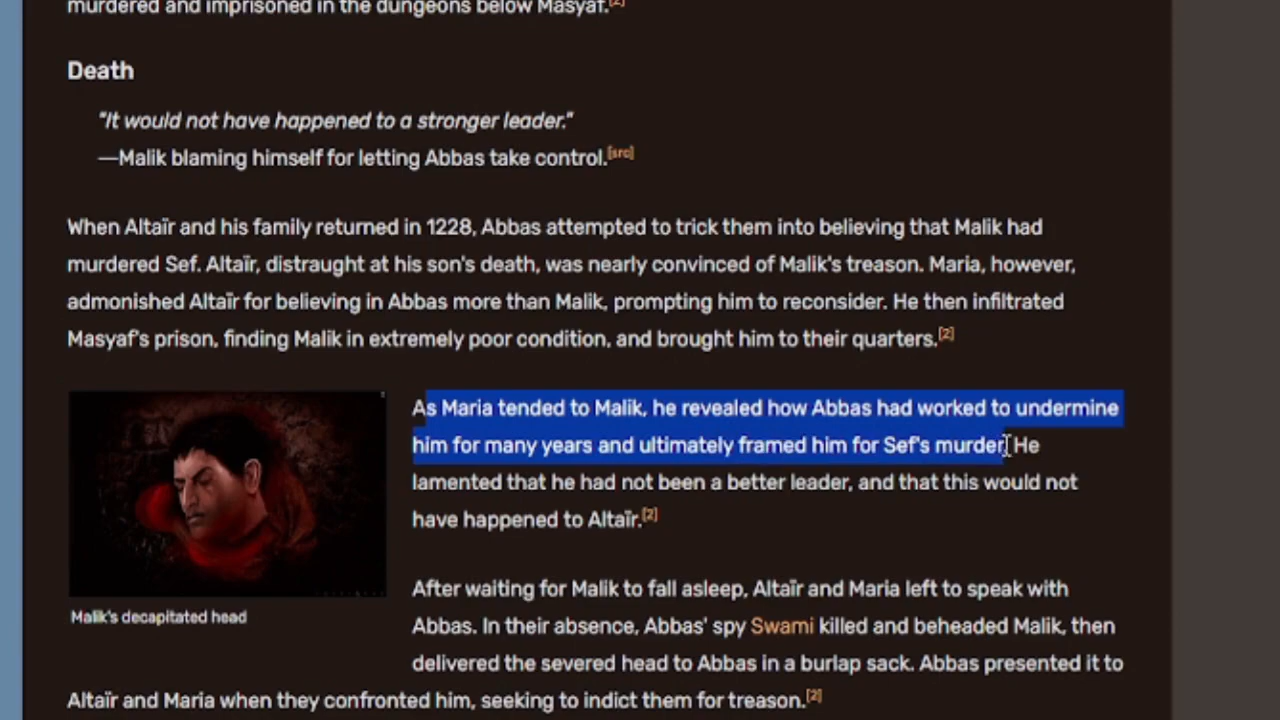 murdered and imprisoned in the dungeons below Masyaf.[2]
Death
"It would not have happened to a stronger leader."
—Malik blaming himself for letting Abbas take control.[src]
When Altaïr and his family returned in 1228, Abbas attempted to trick them into believing that Malik had
murdered Sef. Altaïr, distraught at his son's death, was nearly convinced of Malik's treason. Maria, however,
admonished Altaïr for believing in Abbas more than Malik, prompting him to reconsider. He then infiltrated
Masyaf's prison, finding Malik in extremely poor condition, and brought him to their quarters.[2]
As Maria tended to Malik, he revealed how Abbas had worked to undermine
him for many years and ultimately framed him for Sef's murder. He
lamented that he had not been a better leader, and that this would not
have happened to Altaïr.[2]
Malik's decapitated head
After waiting for Malik to fall asleep, Altaïr and Maria left to speak with
Abbas. In their absence, Abbas' spy Swami killed and beheaded Malik, then
delivered the severed head to Abbas in a burlap sack. Abbas presented it to
Altaïr and Maria when they confronted him, seeking to indict them for treason.[2]